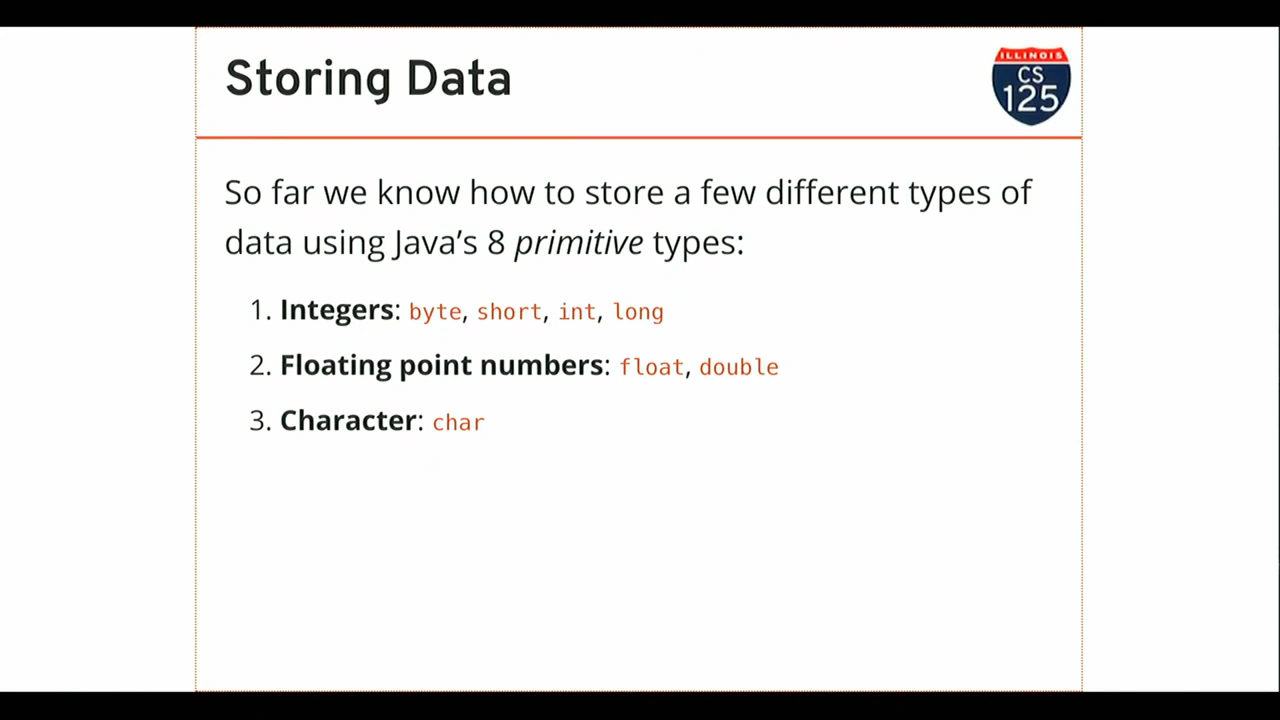 Storing Data
ILLINOIS
CS
125
So far we know how to store a few different types of
data using Java’s 8 primitive types:
1. Integers: byte, short, int, long
2. Floating point numbers: float, double
3. Character: char